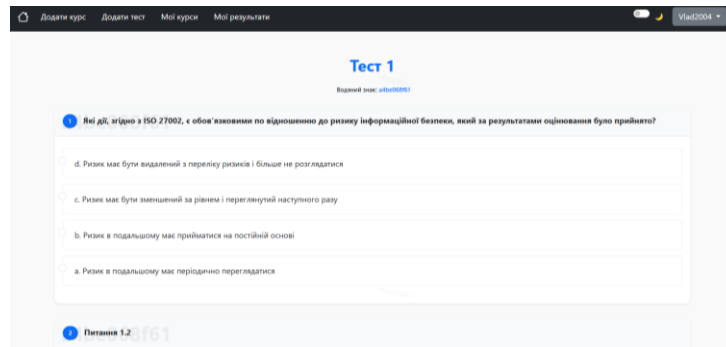 Додати курс Додати тест Мої курси Мої результати Vlad2004
Тест 1
Водяний знак: a4be008f61
1 Які дії, згідно з ISO 27002, є обов'язковими по відношенню до ризику інформаційної безпеки, який за результатами оцінювання було прийнято?
d. Ризик має бути видалений з переліку ризиків і більше не розглядатися
c. Ризик має бути зменшений за рівнем і переглянутий наступного разу
b. Ризик в подальшому має прийматися на постійній основі
a. Ризик в подальшому має періодично переглядатися
2 Питання 1.2